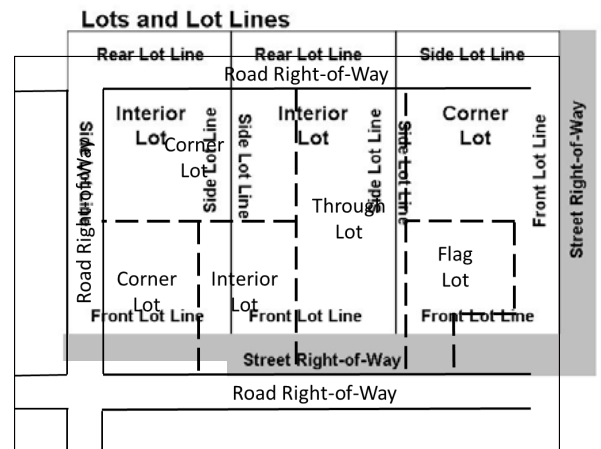 Lots and Lot Lines
Rear Lot Line
Rear Lot Line
Side Lot Line
Road Right-of-Way
Interior
Lot
Interior
Lot
Corner
Lot
Corner
Lot
Side Lot Line
Side Lot Line
Side Lot Line
Side Lot Line
Front Lot Line
Street Right-of-Way
Road Right-of-Way
Through
Lot
Flag
Lot
Corner
Lot
Interior
Lot
Front Lot Line
Front Lot Line
Front Lot Line
Street Right-of-Way
Road Right-of-Way